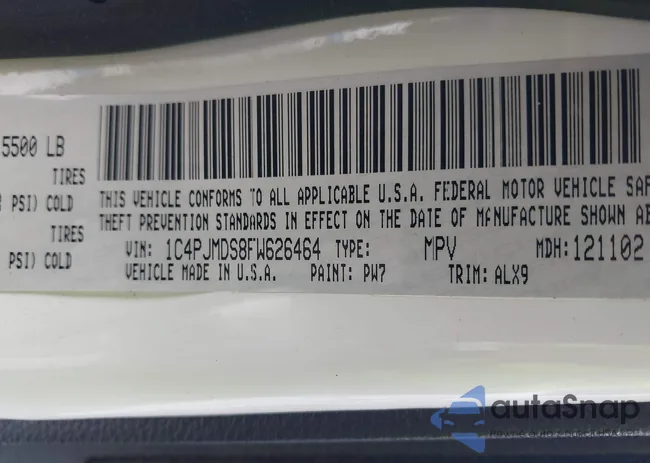 5500 LB
TIRES
PSI) COLD
THIS VEHICLE CONFORMS TO ALL APPLICABLE U.S.A. FEDERAL MOTOR VEHICLE SAF
THEFT PREVENTION STANDARDS IN EFFECT ON THE DATE OF MANUFACTURE SHOWN AB
TIRES
VIN: 1C4PJMDS8FW626464 TYPE: MPV MDH: 121102
PSI) COLD
VEHICLE MADE IN U.S.A. PAINT: PW7 TRIM: ALX9
autoSnap